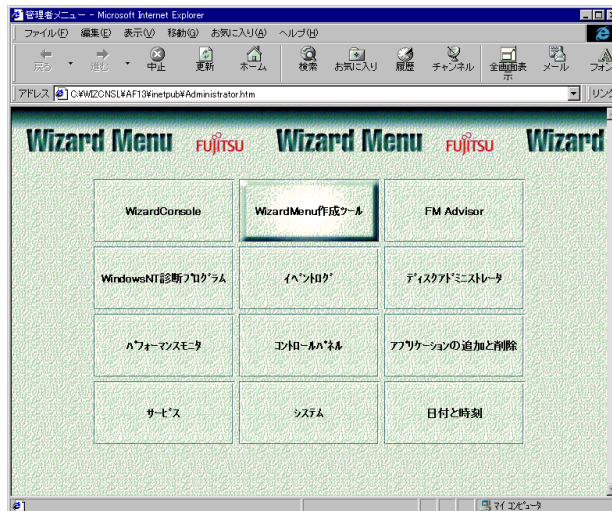 管理者メニュー - Microsoft Internet Explorer
ファイル(F) 編集(E) 表示(V) 移動(G) お気に入り(A) ヘルプ(H)
戻る 進む 中止 更新 ホーム 検索 お気に入り 履歴 チャンネル 全画面表示 メール フォン
アドレス C:¥WIZCNSL¥AF13¥inetpub¥Administrator.htm リンク
Wizard Menu FUJITSU Wizard Menu FUJITSU Wizard
WizardConsole WizardMenu作成ツール FM Advisor
WindowsNT診断プログラム イベントログ ディスクアドミニストレータ
パフォーマンスモニタ コントロールパネル アプリケーションの追加と削除
サービス システム 日付と時刻
マイ コンピュータ